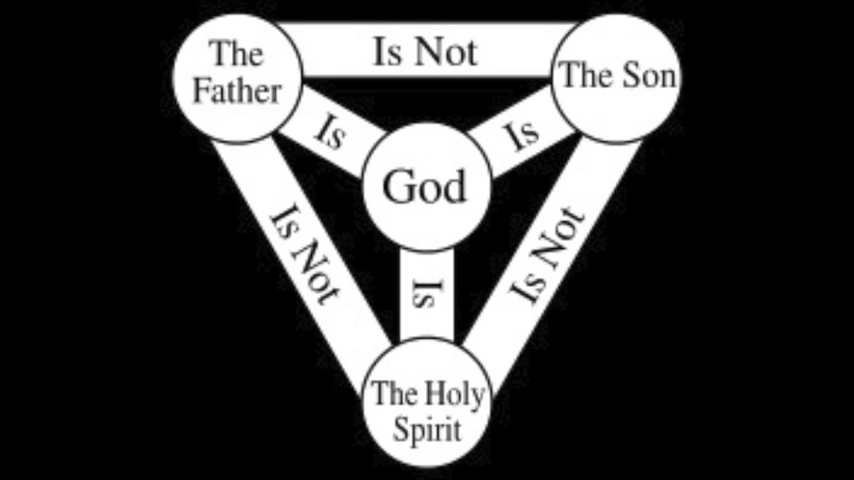 The
Father
Is Not
The Son
Is
Is
God
Is Not
Is Not
Is
The Holy
Spirit